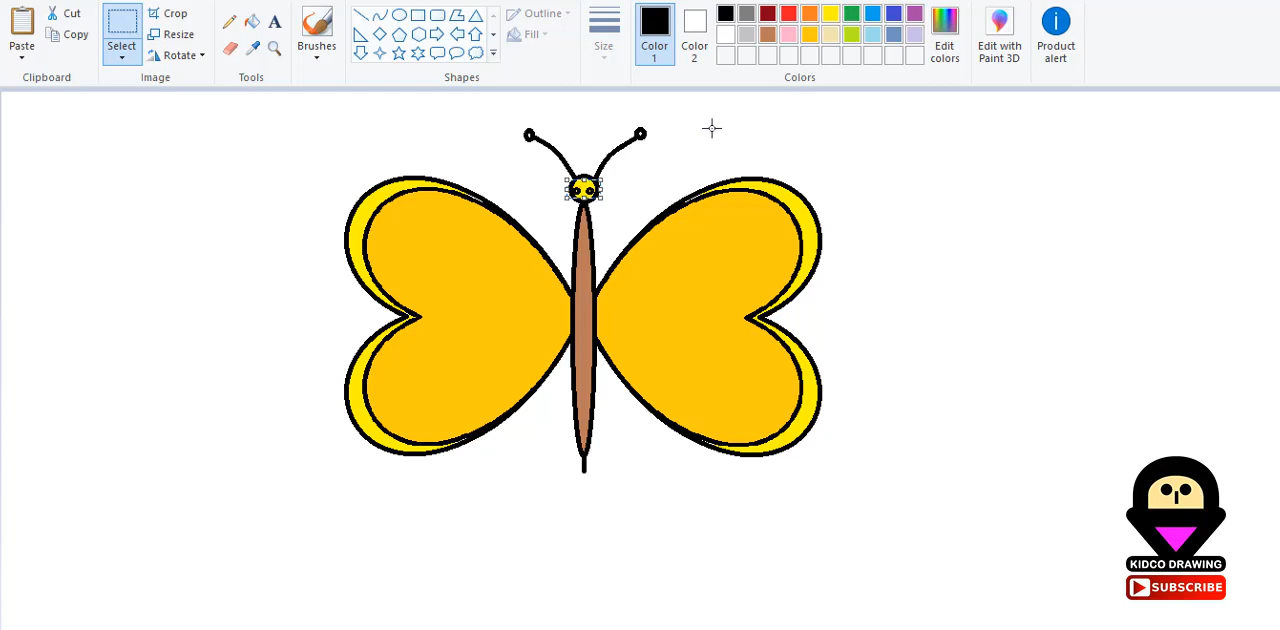 Paste
Cut
Copy
Clipboard
Select
Crop
Resize
Rotate
Image
A
Tools
Brushes
Shapes
Outline
Fill
Size
Color
1
Color
2
Colors
Edit
colors
Edit with
Paint 3D
Product
alert
KIDCO DRAWING
SUBSCRIBE